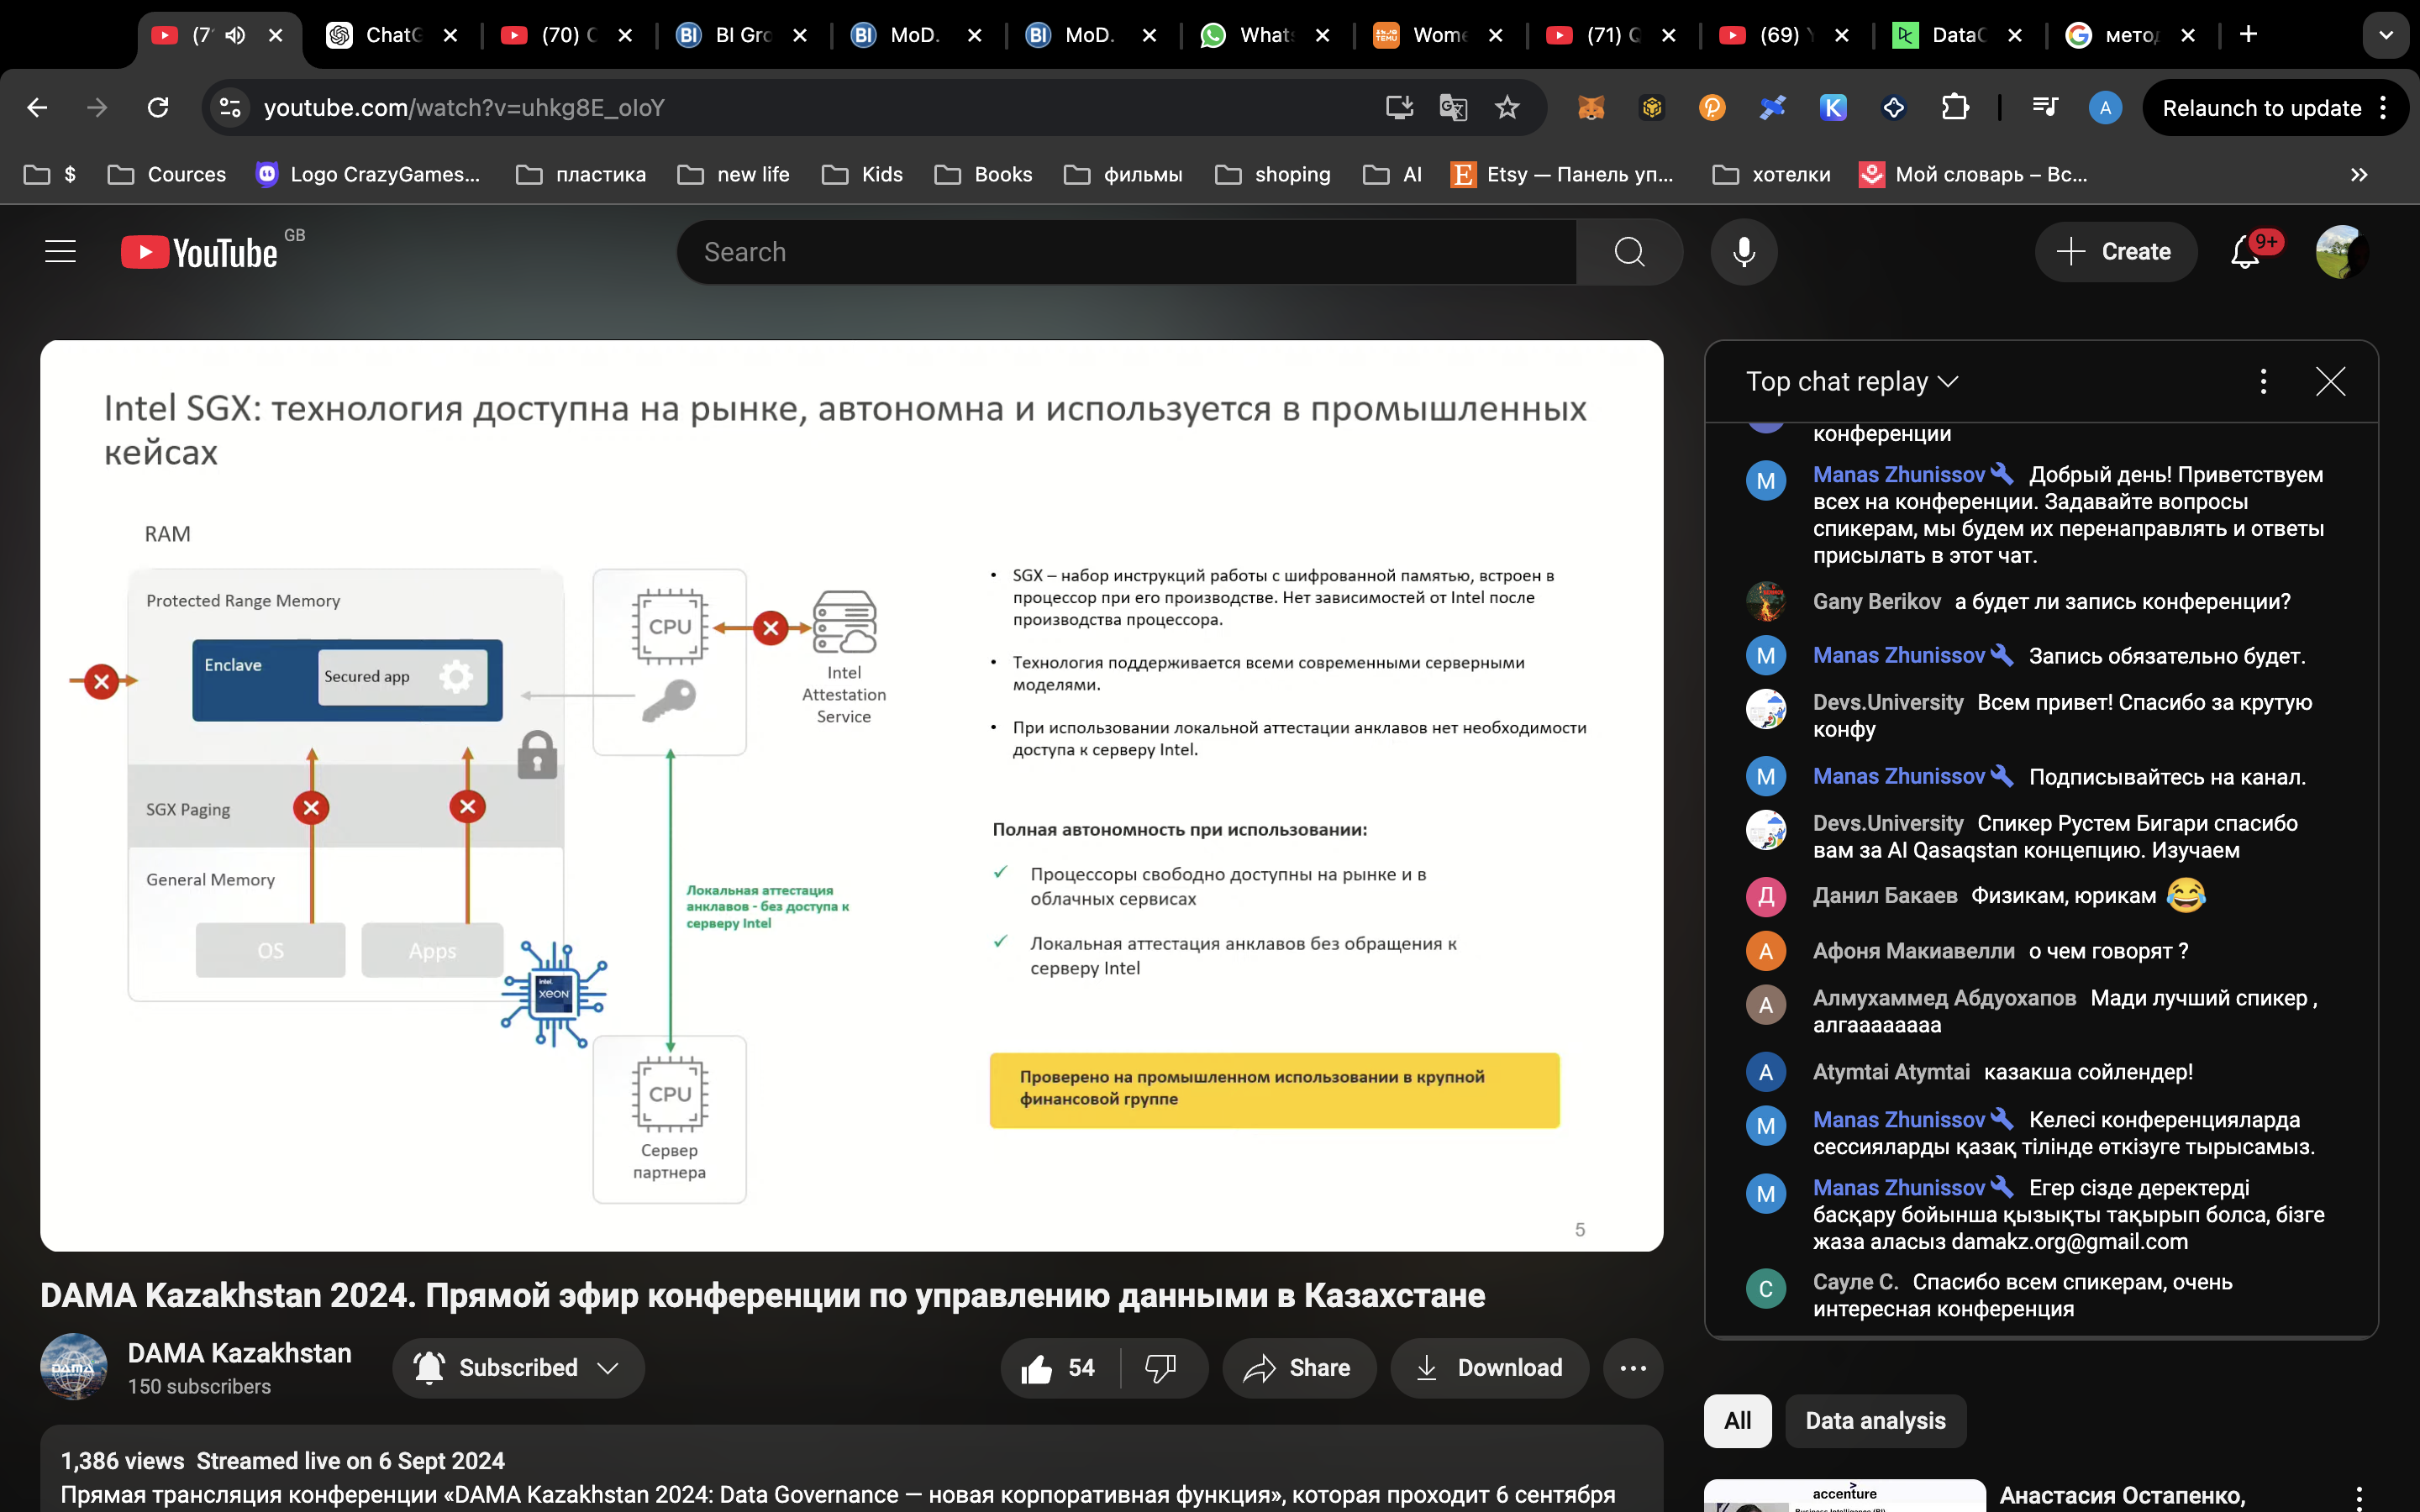 (7
ChatG
(70) C
BI Gro
MoD.
MoD.
Whats
Wome
(71) Q
(69) Y
DataC
мето
youtube.com/watch?v=uhkg8E_oIoY
A
Relaunch to update
$
Cources
Logo CrazyGames...
пластика
new life
Kids
Books
фильмы
shoping
AI
Etsy — Панель уп...
хотелки
Мой словарь – Вс...
YouTube GB
Search
Create
9+
Intel SGX: технология доступна на рынке, автономна и используется в промышленных
кейсах
RAM
Protected Range Memory
Enclave
Secured app
SGX Paging
General Memory
OS
Apps
intel.
XEON
CPU
Intel
Attestation
Service
Локальная аттестация
анклавов - без доступа к
серверу Intel
CPU
Сервер
партнера
• SGX – набор инструкций работы с шифрованной памятью, встроен в
процессор при его производстве. Нет зависимостей от Intel после
производства процессора.
• Технология поддерживается всеми современными серверными
моделями.
• При использовании локальной аттестации анклавов нет необходимости
доступа к серверу Intel.
Полная автономность при использовании:
✓ Процессоры свободно доступны на рынке и в
облачных сервисах
✓ Локальная аттестация анклавов без обращения к
серверу Intel
Проверено на промышленном использовании в крупной
финансовой группе
5
Top chat replay
конференции
M
Manas Zhunissov Добрый день! Приветствуем
всех на конференции. Задавайте вопросы
спикерам, мы будем их перенаправлять и ответы
присылать в этот чат.
Gany Berikov а будет ли запись конференции?
M
Manas Zhunissov Запись обязательно будет.
Devs.University Всем привет! Спасибо за крутую
конфу
M
Manas Zhunissov Подписывайтесь на канал.
Devs.University Спикер Рустем Бигари спасибо
вам за AI Qasaqstan концепцию. Изучаем
Д
Данил Бакаев Физикам, юрикам 😂
А
Афоня Макиавелли о чем говорят ?
А
Алмухаммед Абдуохапов Мади лучший спикер ,
алгаааааааа
A
Atymtai Atymtai казакша сойлендер!
M
Manas Zhunissov Келесі конференцияларда
сессияларды қазақ тілінде өткізуге тырысамыз.
M
Manas Zhunissov Егер сізде деректерді
басқару бойынша қызықты тақырып болса, бізге
жаза аласыз damakz.org@gmail.com
С
Сауле С. Спасибо всем спикерам, очень
интересная конференция
DAMA Kazakhstan 2024. Прямой эфир конференции по управлению данными в Казахстане
DAMA
DAMA Kazakhstan
150 subscribers
Subscribed
54
Share
Download
1,386 views Streamed live on 6 Sept 2024
Прямая трансляция конференции «DAMA Kazakhstan 2024: Data Governance — новая корпоративная функция», которая проходит 6 сентября
All
Data analysis
accenture
Анастасия Остапенко,